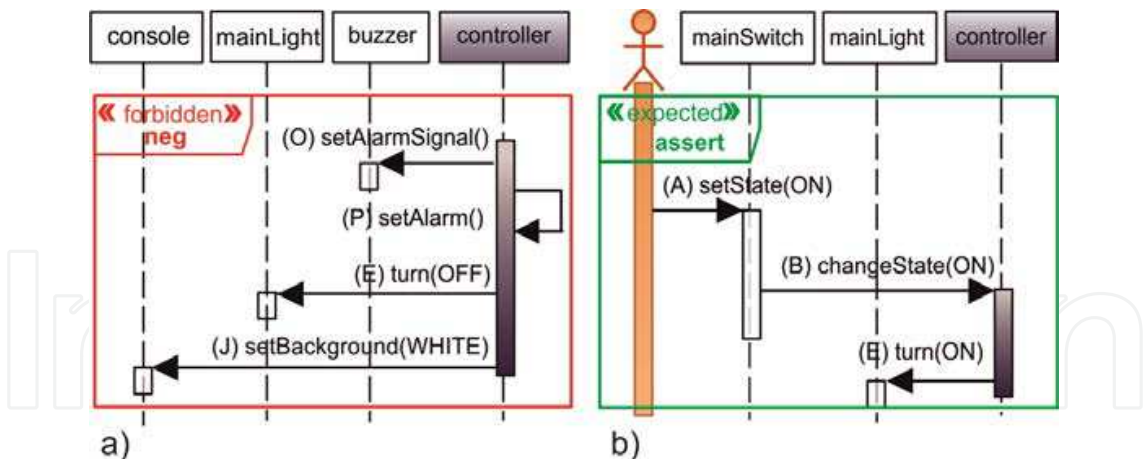 console mainLight buzzer controller
« forbidden»
neg
(O) setAlarmSignal()
(P) setAlarm()
(E) turn(OFF)
(J) setBackground(WHITE)
a)
mainSwitch mainLight controller
«expected»
assert
(A) setState(ON)
(B) changeState(ON)
(E) turn(ON)
b)